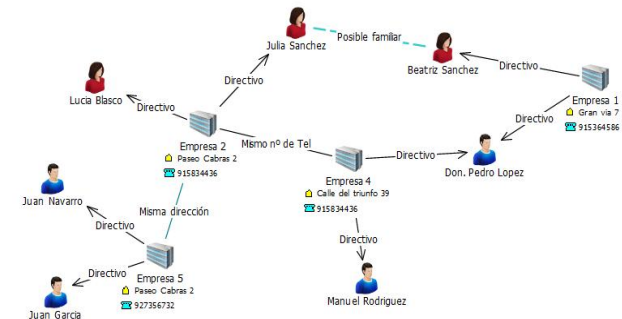 Julia Sanchez
Posible familiar
Beatriz Sanchez
Directivo
Empresa 1
Gran via 7
915364586
Directivo
Directivo
Lucia Blasco
Directivo
Empresa 2
Paseo Cabras 2
915834436
Mismo nº de Tel
Directivo
Don. Pedro Lopez
Empresa 4
Calle del triunfo 39
915834436
Juan Navarro
Misma dirección
Directivo
Directivo
Empresa 5
Paseo Cabras 2
927356732
Juan Garcia
Directivo
Manuel Rodriguez